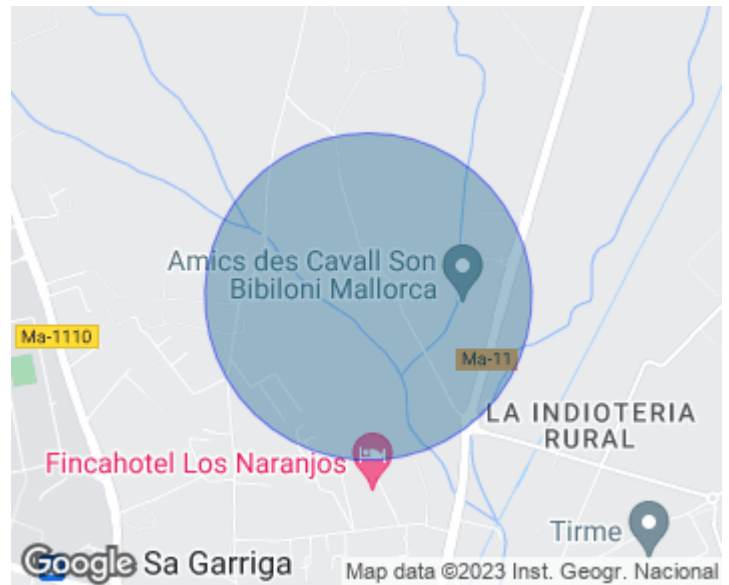 Amics des Cavall Son
Bibiloni Mallorca
Ma-1110
Ma-11
LA INDIOTERIA
RURAL
Fincahotel Los Naranjos
Tirme
Google
Sa Garriga
Map data ©2023 Inst. Geogr. Nacional